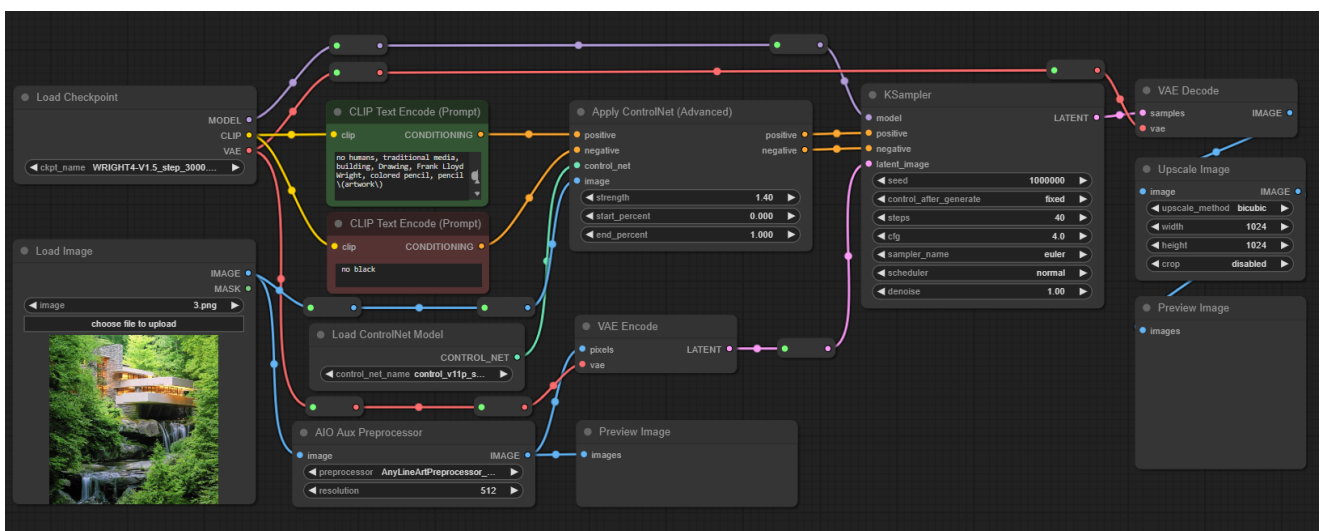 Load Checkpoint
MODEL
CLIP
VAE
ckpt_name WRIGHT4-V1.5_step_3000....
Load Image
IMAGE
MASK
image 3.png
choose file to upload
CLIP Text Encode (Prompt)
clip CONDITIONING
no humans, traditional media,
building, Drawing, Frank Lloyd
Wright, colored pencil, pencil
\(artwork\)
CLIP Text Encode (Prompt)
clip CONDITIONING
no black
Load ControlNet Model
CONTROL_NET
control_net_name control_v11p_s...
AIO Aux Preprocessor
image IMAGE
preprocessor AnyLineArtPreprocessor_...
resolution 512
Apply ControlNet (Advanced)
positive positive
negative negative
control_net
image
strength 1.40
start_percent 0.000
end_percent 1.000
VAE Encode
pixels LATENT
vae
Preview Image
images
KSampler
model LATENT
positive
negative
latent_image
seed 1000000
control_after_generate fixed
steps 40
cfg 4.0
sampler_name euler
scheduler normal
denoise 1.00
VAE Decode
samples IMAGE
vae
Upscale Image
image IMAGE
upscale_method bicubic
width 1024
height 1024
crop disabled
Preview Image
images